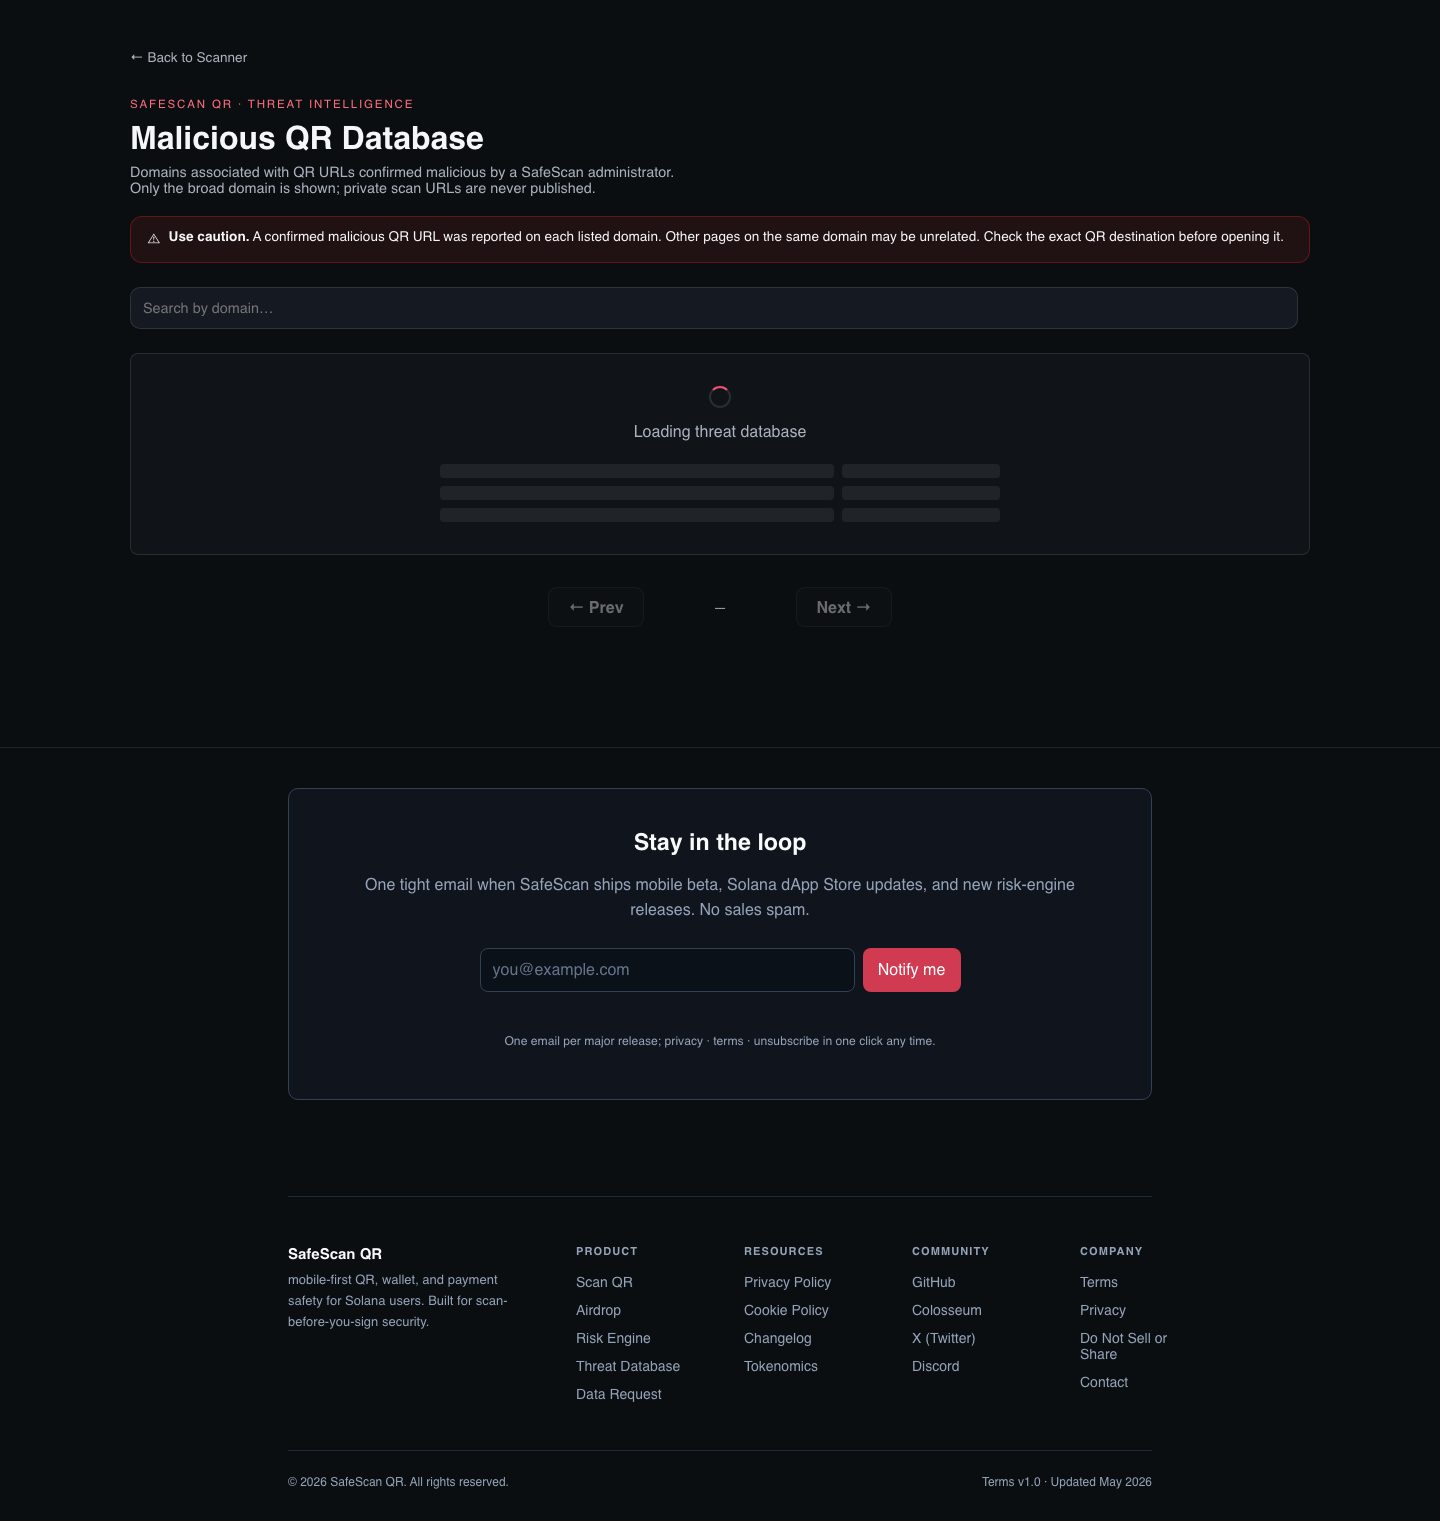 ← Back to Scanner
SAFESCAN QR · THREAT INTELLIGENCE
Malicious QR Database
Domains associated with QR URLs confirmed malicious by a SafeScan administrator.
Only the broad domain is shown; private scan URLs are never published.
⚠ Use caution. A confirmed malicious QR URL was reported on each listed domain. Other pages on the same domain may be unrelated. Check the exact QR destination before opening it.
Search by domain…
Loading threat database
← Prev
—
Next →
Stay in the loop
One tight email when SafeScan ships mobile beta, Solana dApp Store updates, and new risk-engine
releases. No sales spam.
you@example.com
Notify me
One email per major release; privacy · terms · unsubscribe in one click any time.
SafeScan QR
mobile-first QR, wallet, and payment
safety for Solana users. Built for scan-
before-you-sign security.
PRODUCT
Scan QR
Airdrop
Risk Engine
Threat Database
Data Request
RESOURCES
Privacy Policy
Cookie Policy
Changelog
Tokenomics
COMMUNITY
GitHub
Colosseum
X (Twitter)
Discord
COMPANY
Terms
Privacy
Do Not Sell or
Share
Contact
© 2026 SafeScan QR. All rights reserved.
Terms v1.0 · Updated May 2026